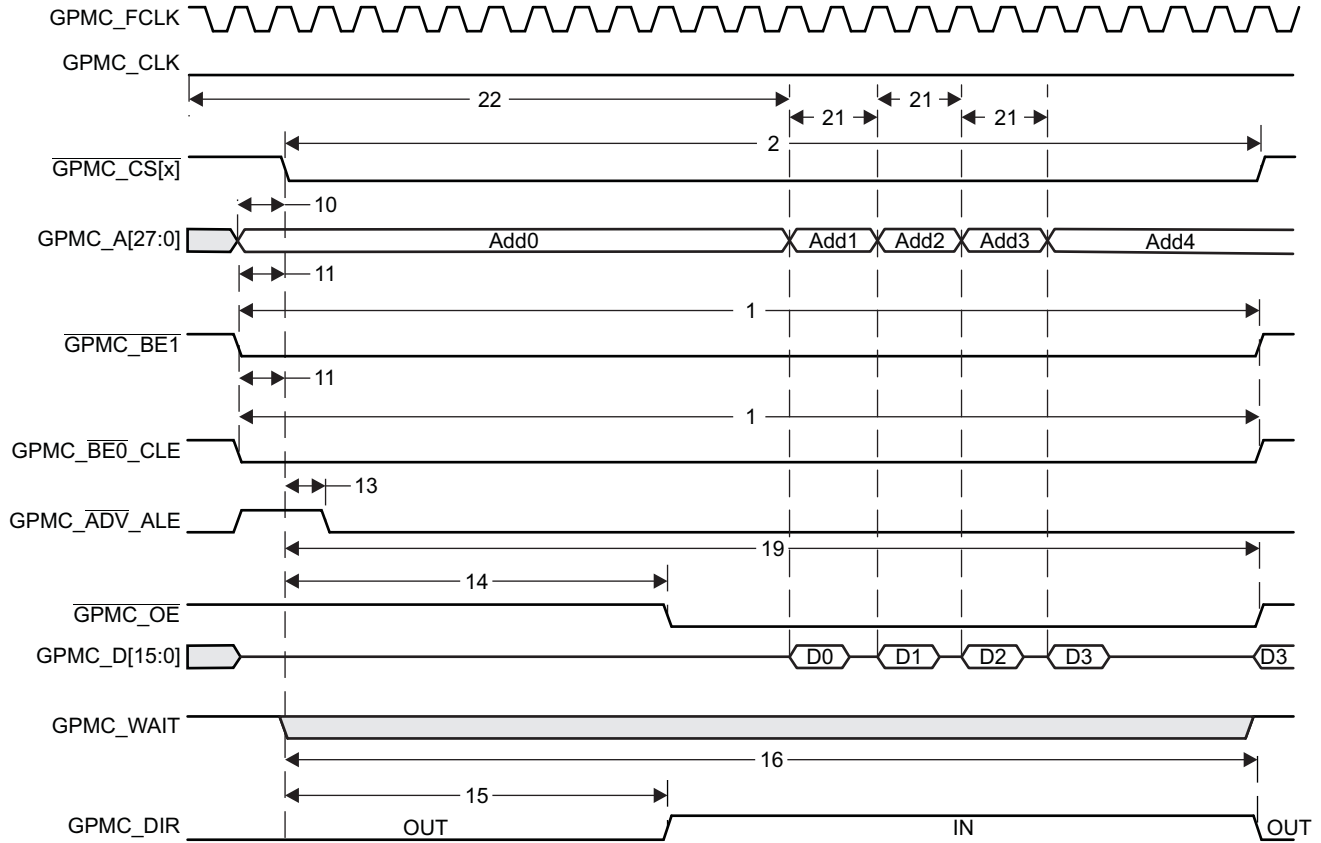 GPMC_FCLK
GPMC_CLK
22
21
21
21
2
GPMC_CS[x]
10
GPMC_A[27:0]
Add0
Add1
Add2
Add3
Add4
11
1
GPMC_BE1
11
1
GPMC_BE0_CLE
13
GPMC_ADV_ALE
19
14
GPMC_OE
GPMC_D[15:0]
D0
D1
D2
D3
D3
GPMC_WAIT
16
15
GPMC_DIR
OUT
IN
OUT